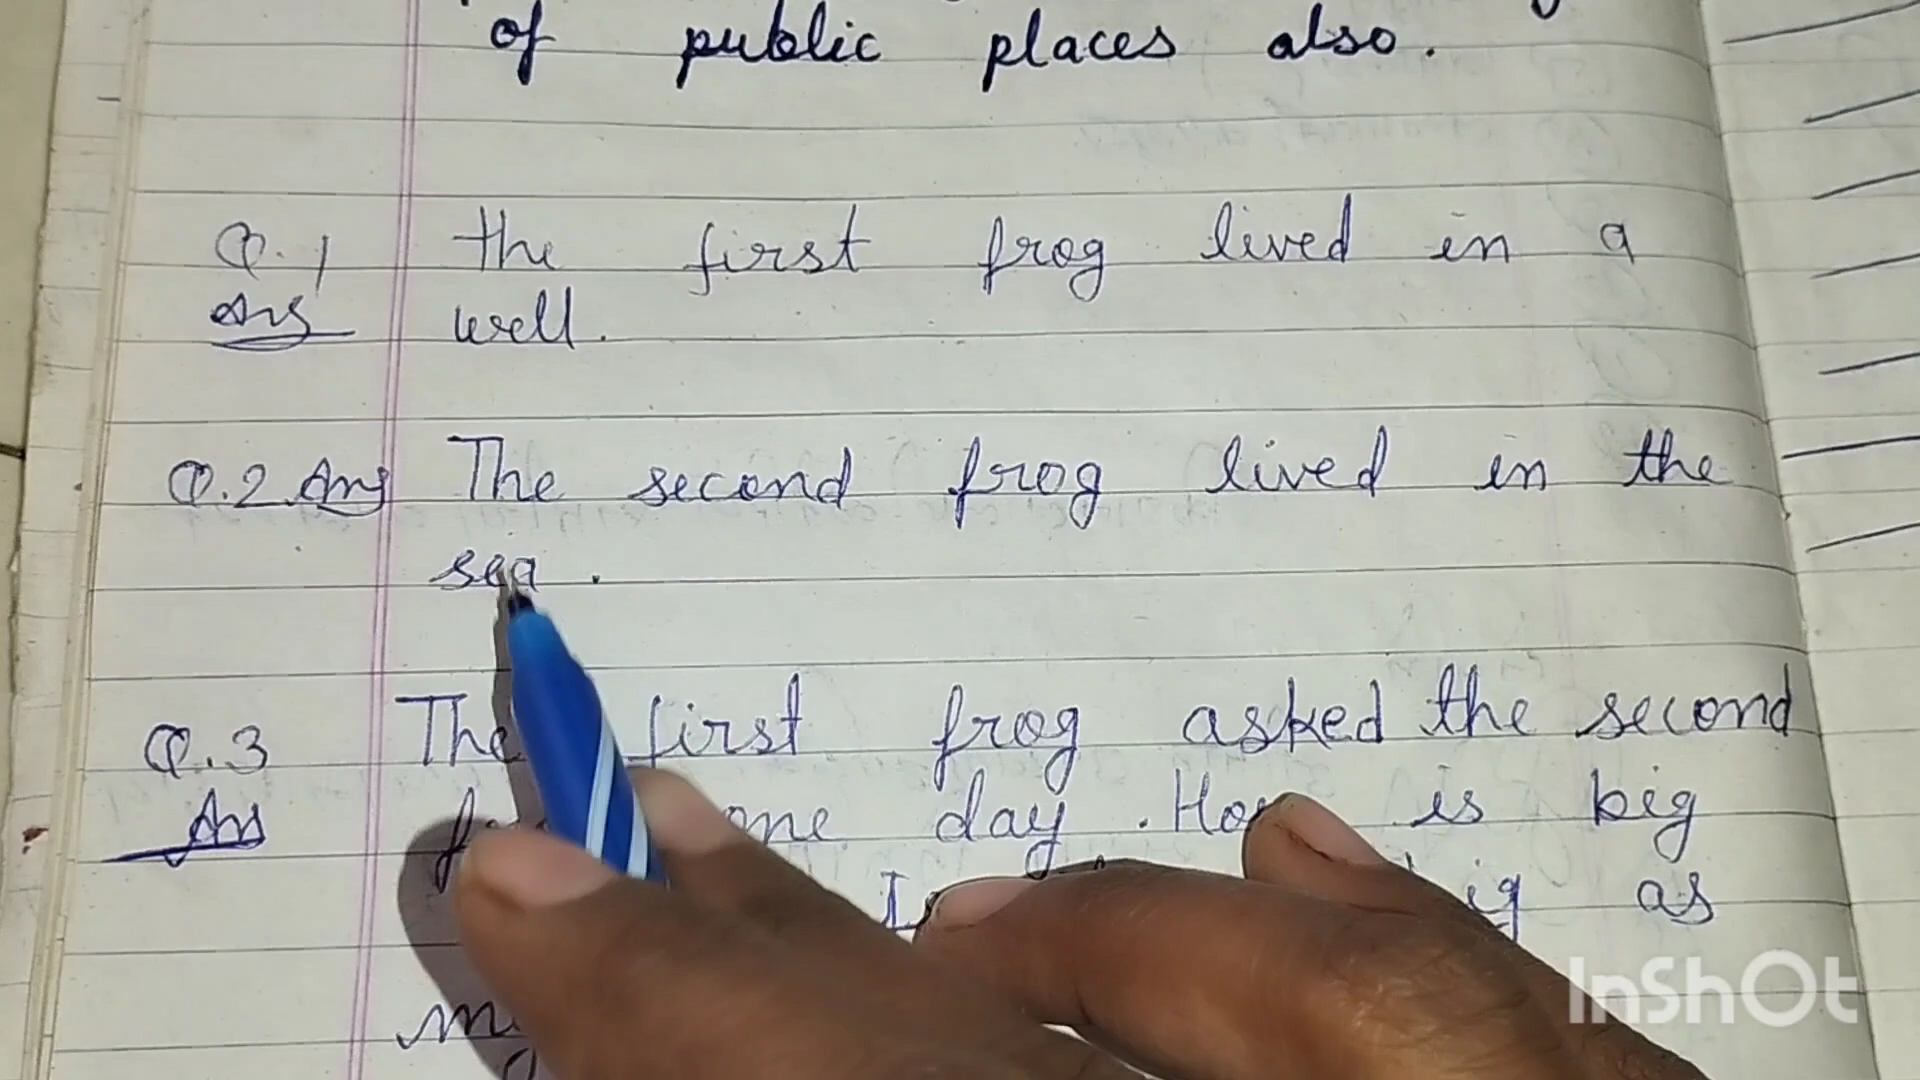 of public places also.
Q.1 the first frog lived in a
Ans well.
Q.2 Ans The second frog lived in the
sea.
Q.3 The first frog asked the second
Ans one day. is big
as
InShOt